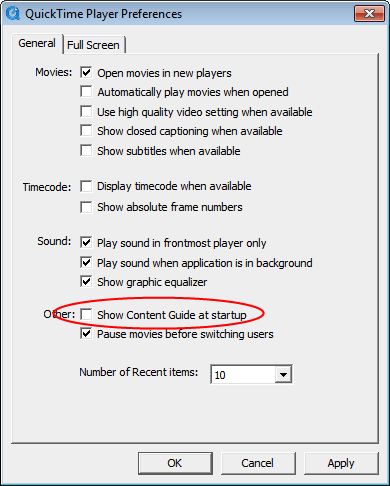 QuickTime Player Preferences
General Full Screen
Movies: Open movies in new players
Automatically play movies when opened
Use high quality video setting when available
Show closed captioning when available
Show subtitles when available
Timecode: Display timecode when available
Show absolute frame numbers
Sound: Play sound in frontmost player only
Play sound when application is in background
Show graphic equalizer
Other: Show Content Guide at startup
Pause movies before switching users
Number of Recent items: 10
OK Cancel Apply